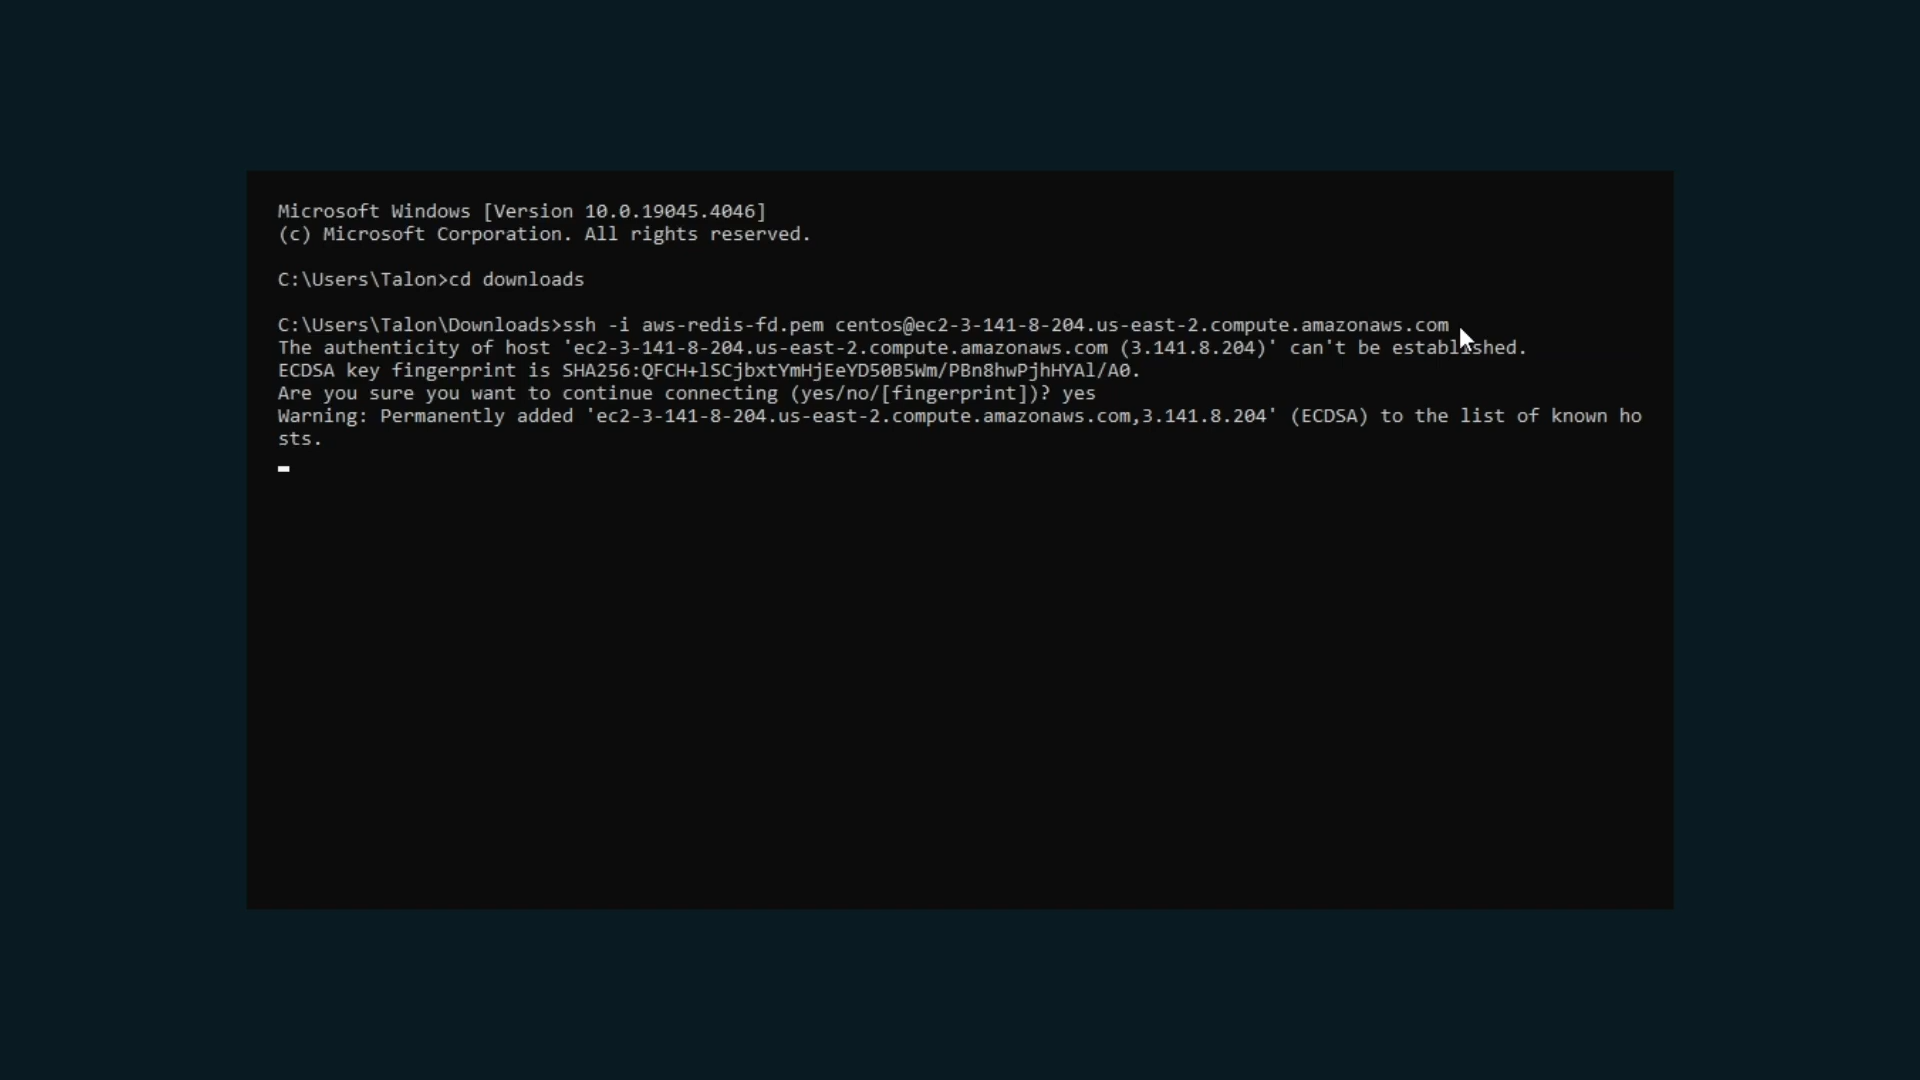 Microsoft Windows [Version 10.0.19045.4046]
(c) Microsoft Corporation. All rights reserved.
C:\Users\Talon>cd downloads
C:\Users\Talon\Downloads>ssh -i aws-redis-fd.pem centos@ec2-3-141-8-204.us-east-2.compute.amazonaws.com
The authenticity of host 'ec2-3-141-8-204.us-east-2.compute.amazonaws.com (3.141.8.204)' can't be established.
ECDSA key fingerprint is SHA256:QFCH+lSCjbxtYmHjEeYD50B5Wm/PBn8hwPjhHYAl/A0.
Are you sure you want to continue connecting (yes/no/[fingerprint])? yes
Warning: Permanently added 'ec2-3-141-8-204.us-east-2.compute.amazonaws.com,3.141.8.204' (ECDSA) to the list of known ho
sts.